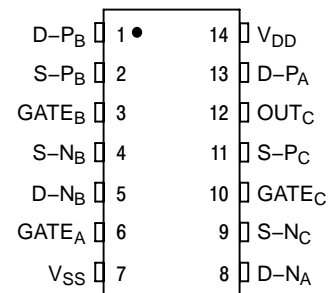 D–PB 1 14 VDD
S–PB 2 13 D–PA
GATEB 3 12 OUTC
S–NB 4 11 S–PC
D–NB 5 10 GATEC
GATEA 6 9 S–NC
VSS 7 8 D–NA